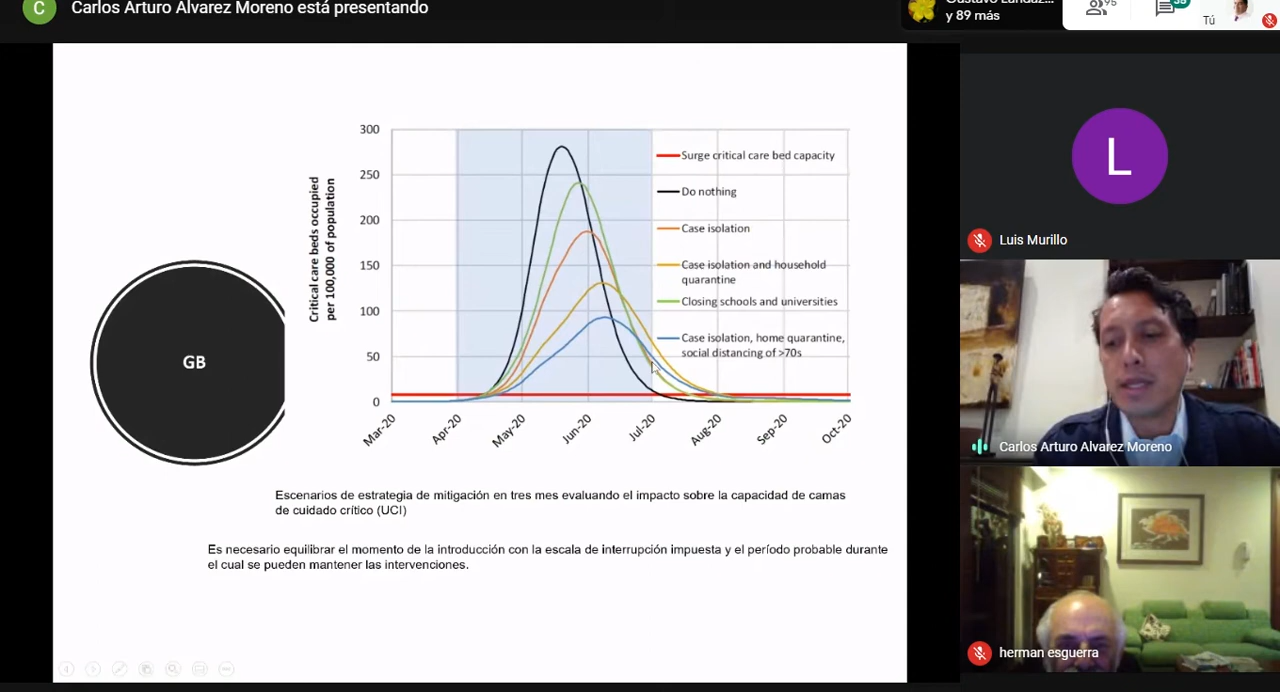 C
Carlos Arturo Alvarez Moreno está presentando
y 89 más
95
Tú
L
Luis Murillo
Carlos Arturo Alvarez Moreno
herman esguerra
GB
Critical care beds occupied
per 100,000 of population
300
250
200
150
100
50
0
Mar-20
Apr-20
May-20
Jun-20
Jul-20
Aug-20
Sep-20
Oct-20
Surge critical care bed capacity
Do nothing
Case isolation
Case isolation and household
quarantine
Closing schools and universities
Case isolation, home quarantine,
social distancing of >70s
Escenarios de estrategia de mitigación en tres mes evaluando el impacto sobre la capacidad de camas
de cuidado crítico (UCI)
Es necesario equilibrar el momento de la introducción con la escala de interrupción impuesta y el período probable durante
el cual se pueden mantener las intervenciones.